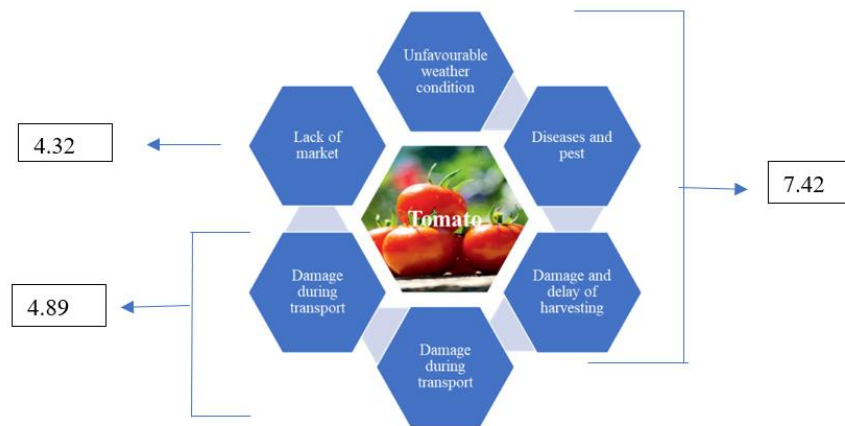 Unfavourable
weather
condition
Lack of
market
Diseases and
pest
4.32
7.42
Tomato
Damage
during
transport
Damage and
delay of
harvesting
4.89
Damage
during
transport